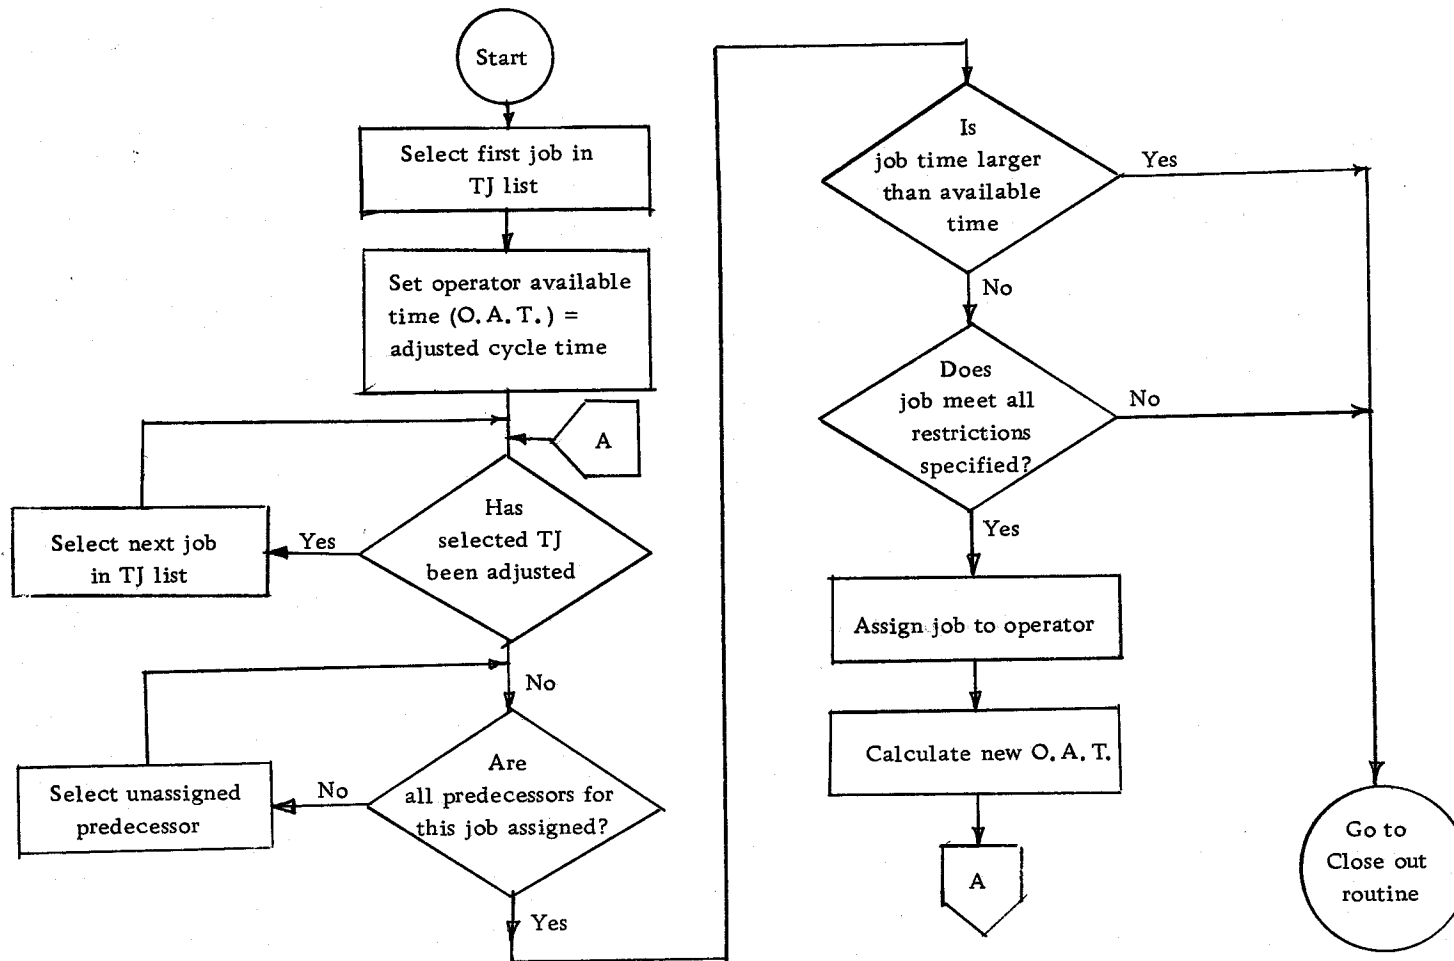 Start
Select first job in
TJ list
Set operator available
time (O. A. T. ) =
adjusted cycle time
A
Has
selected TJ
been adjusted
Yes
Select next job
in TJ list
No
Are
all predecessors for
this job assigned?
No
Select unassigned
predecessor
Yes
Is
job time larger
than available
time
Yes
No
Does
job meet all
restrictions
specified?
No
Yes
Assign job to operator
Calculate new O. A. T.
A
Go to
Close out
routine